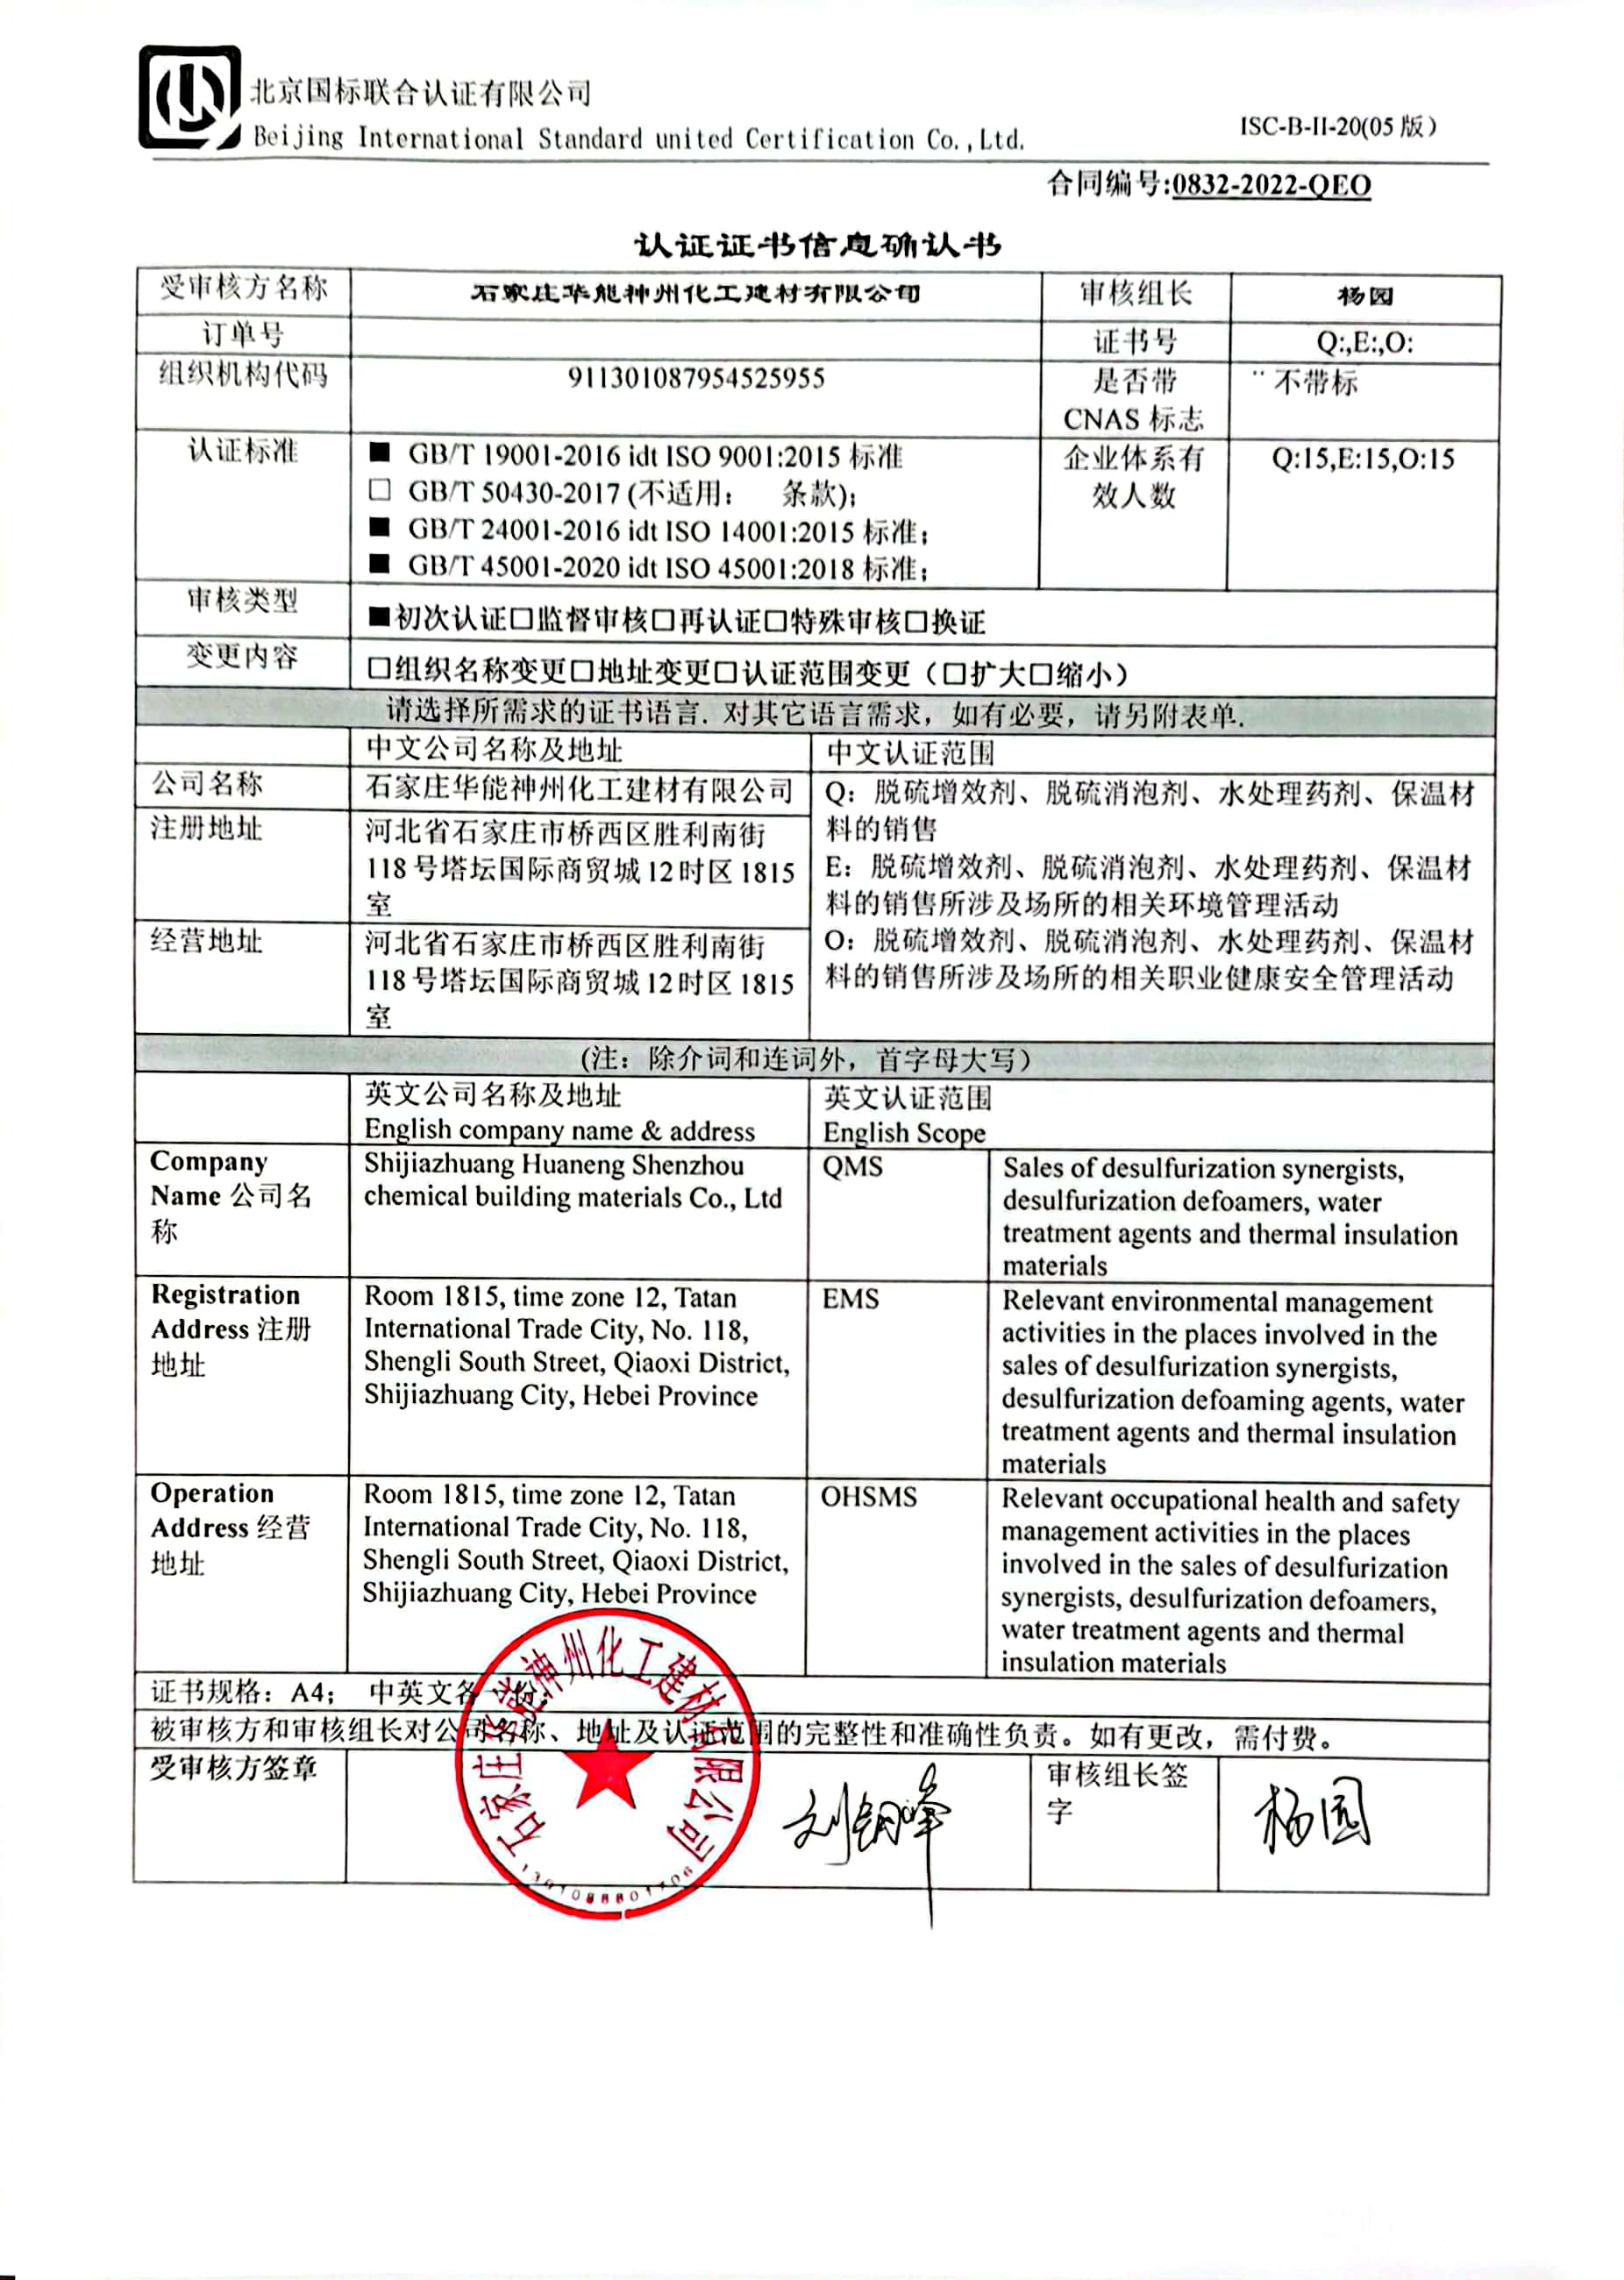 北京国标联合认证有限公司
Beijing International Standard united Certification Co.,Ltd.
ISC-B-II-20(05 版)
合同编号:0832-2022-QEO
认证证书信息确认书
受审核方名称 石家庄华能神州化工建材有限公司 审核组长 杨园
订单号 证书号 Q:,E:,O:
组织机构代码 911301087954525955 是否带 ¨ 不带标
CNAS 标志
认证标准 ■ GB/T 19001-2016 idt ISO 9001:2015 标准 企业体系有 Q:15,E:15,O:15
□ GB/T 50430-2017 (不适用： 条款); 效人数
■ GB/T 24001-2016 idt ISO 14001:2015 标准；
■ GB/T 45001-2020 idt ISO 45001:2018 标准；
审核类型 ■初次认证□监督审核□再认证□特殊审核□换证
变更内容 □组织名称变更□地址变更□认证范围变更（□扩大□缩小）
请选择所需求的证书语言. 对其它语言需求，如有必要，请另附表单.
中文公司名称及地址 中文认证范围
公司名称 石家庄华能神州化工建材有限公司
注册地址 河北省石家庄市桥西区胜利南街
118 号塔坛国际商贸城 12 时区 1815
室
经营地址 河北省石家庄市桥西区胜利南街
118 号塔坛国际商贸城 12 时区 1815
室
Q：脱硫增效剂、脱硫消泡剂、水处理药剂、保温材
料的销售
E：脱硫增效剂、脱硫消泡剂、水处理药剂、保温材
料的销售所涉及场所的相关环境管理活动
O：脱硫增效剂、脱硫消泡剂、水处理药剂、保温材
料的销售所涉及场所的相关职业健康安全管理活动
(注：除介词和连词外，首字母大写）
英文公司名称及地址
English company name & address
英文认证范围
English Scope
Company
Name 公司名
称
Shijiazhuang Huaneng Shenzhou
chemical building materials Co., Ltd
QMS
Sales of desulfurization synergists,
desulfurization defoamers, water
treatment agents and thermal insulation
materials
Registration
Address 注册
地址
Room 1815, time zone 12, Tatan
International Trade City, No. 118,
Shengli South Street, Qiaoxi District,
Shijiazhuang City, Hebei Province
EMS
Relevant environmental management
activities in the places involved in the
sales of desulfurization synergists,
desulfurization defoaming agents, water
treatment agents and thermal insulation
materials
Operation
Address 经营
地址
Room 1815, time zone 12, Tatan
International Trade City, No. 118,
Shengli South Street, Qiaoxi District,
Shijiazhuang City, Hebei Province
OHSMS
Relevant occupational health and safety
management activities in the places
involved in the sales of desulfurization
synergists, desulfurization defoamers,
water treatment agents and thermal
insulation materials
证书规格：A4； 中英文各一份。
被审核方和审核组长对公司名称、地址及认证范围的完整性和准确性负责。如有更改，需付费。
受审核方签章
石家庄华能神州化工建材有限公司
审核组长签
字
杨园